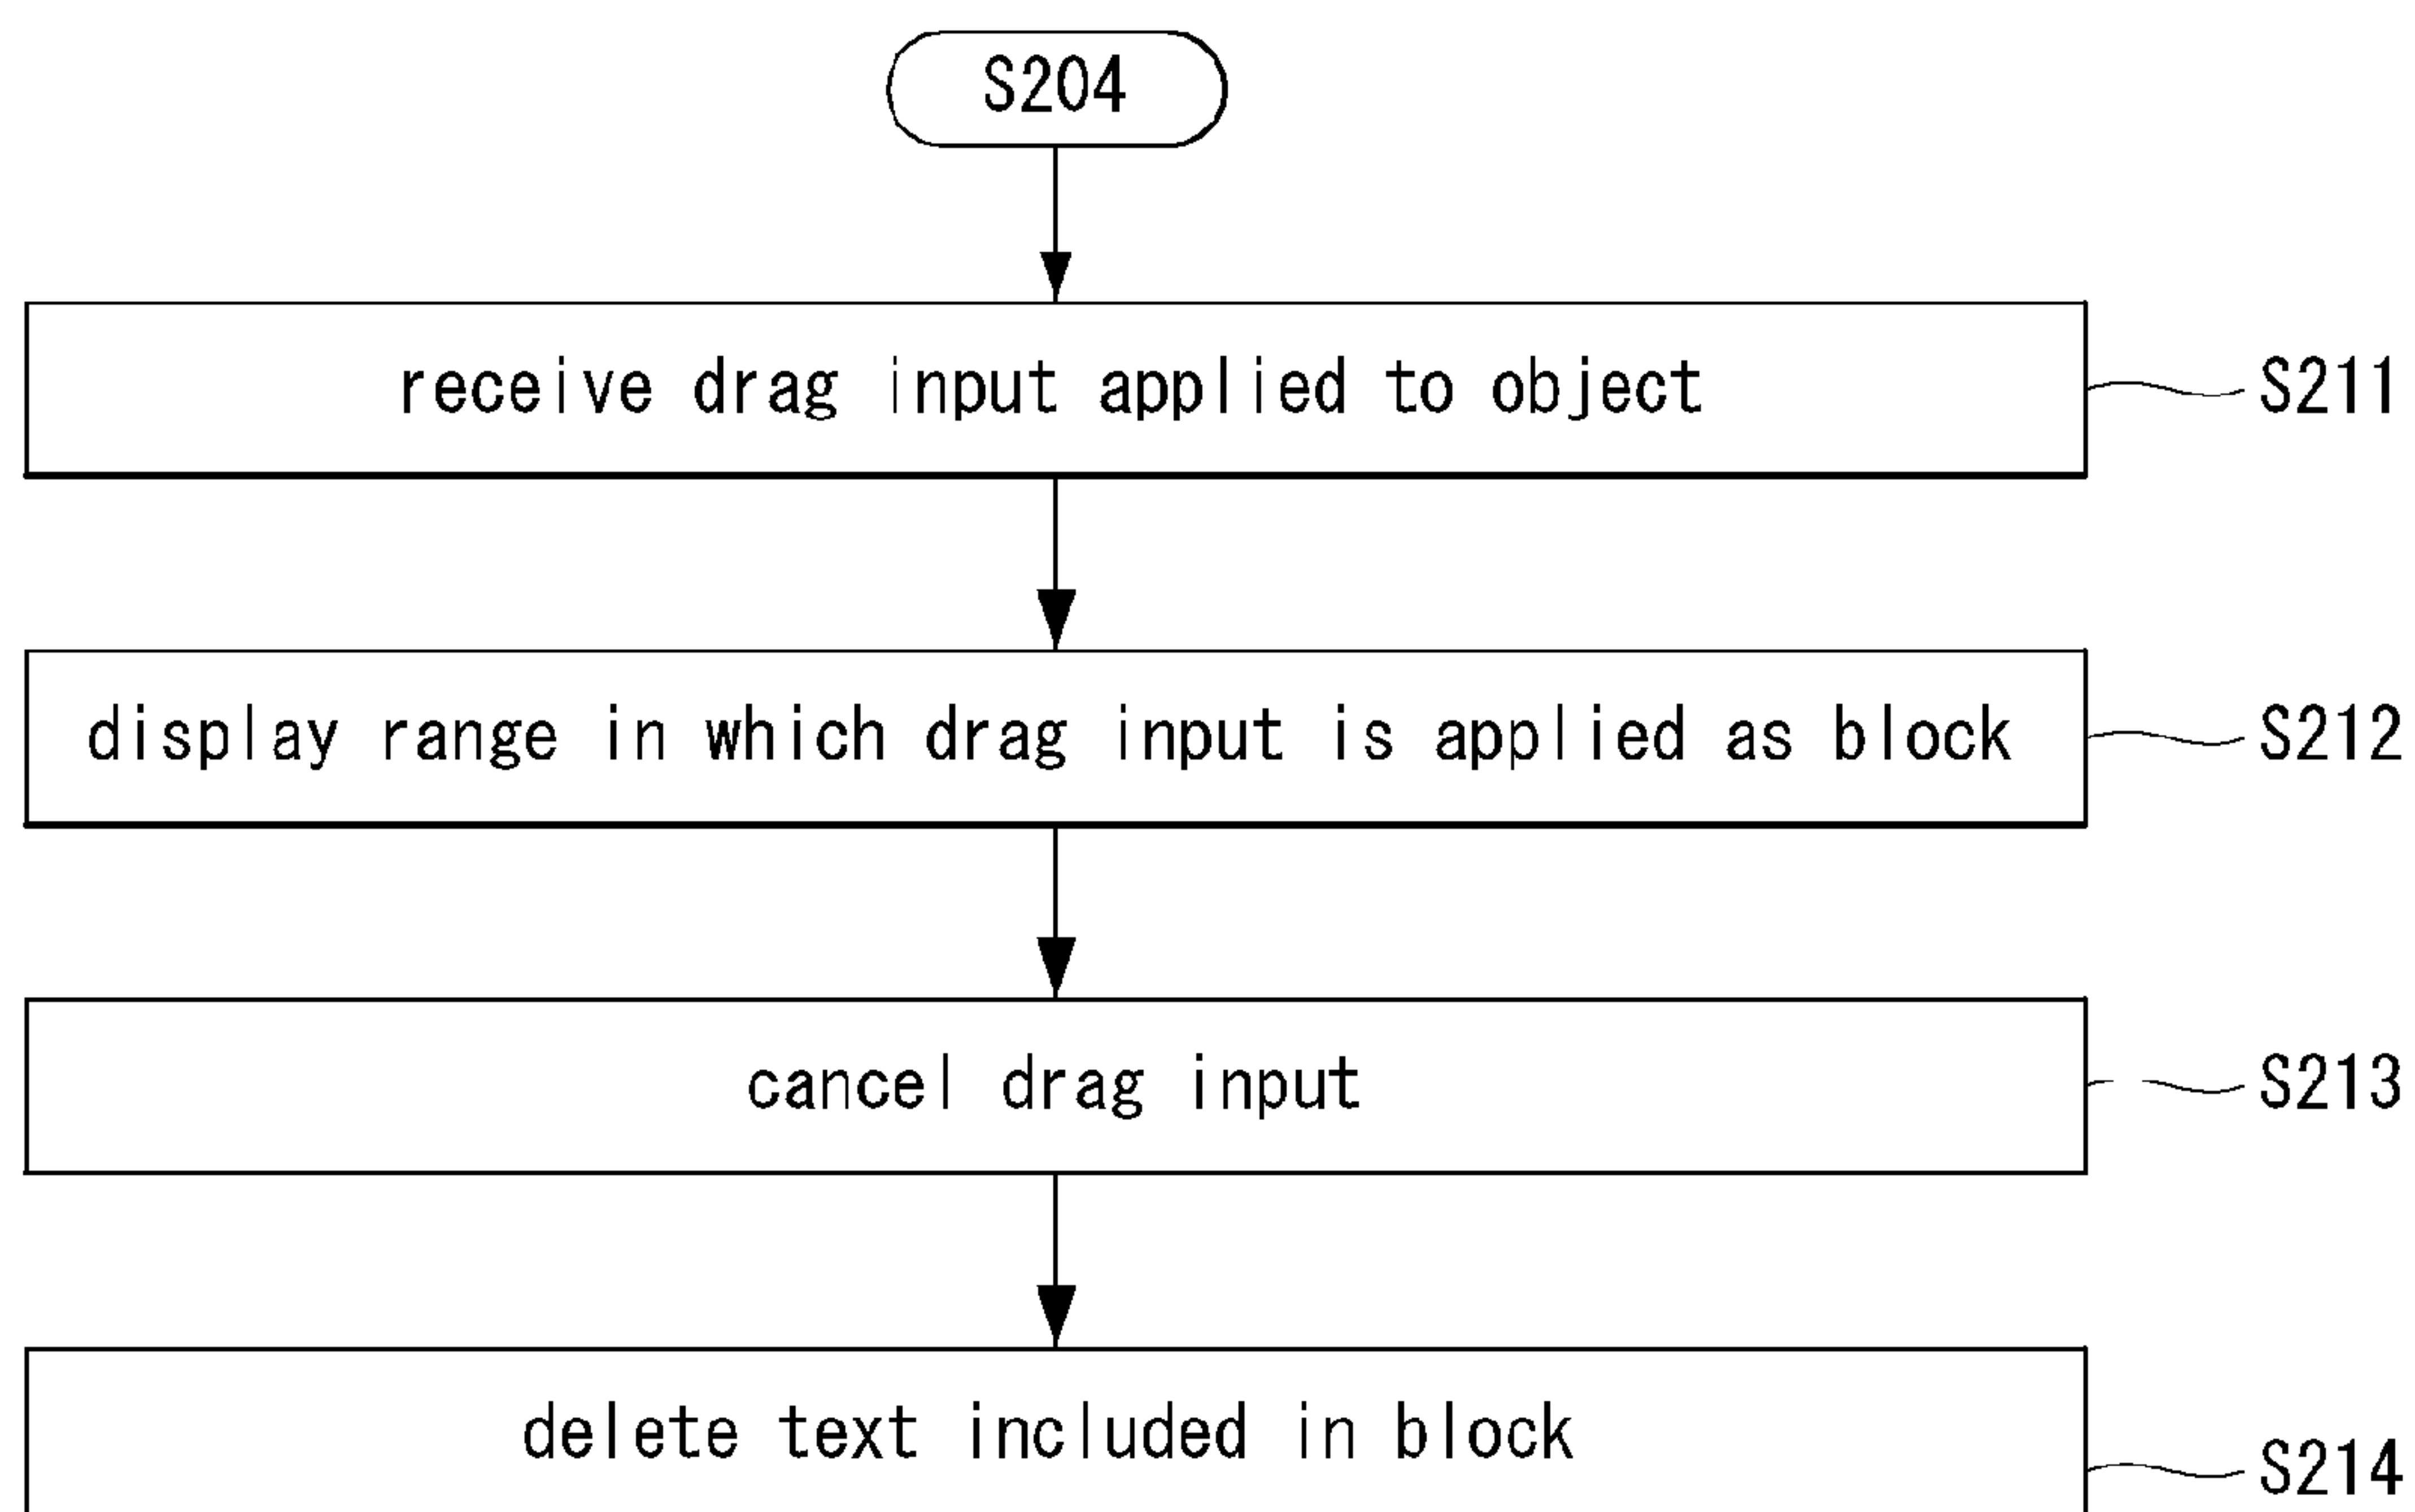 S204
receive drag input applied to object
S211
display range in which drag input is applied as block
S212
cancel drag input
S213
delete text included in block
S214